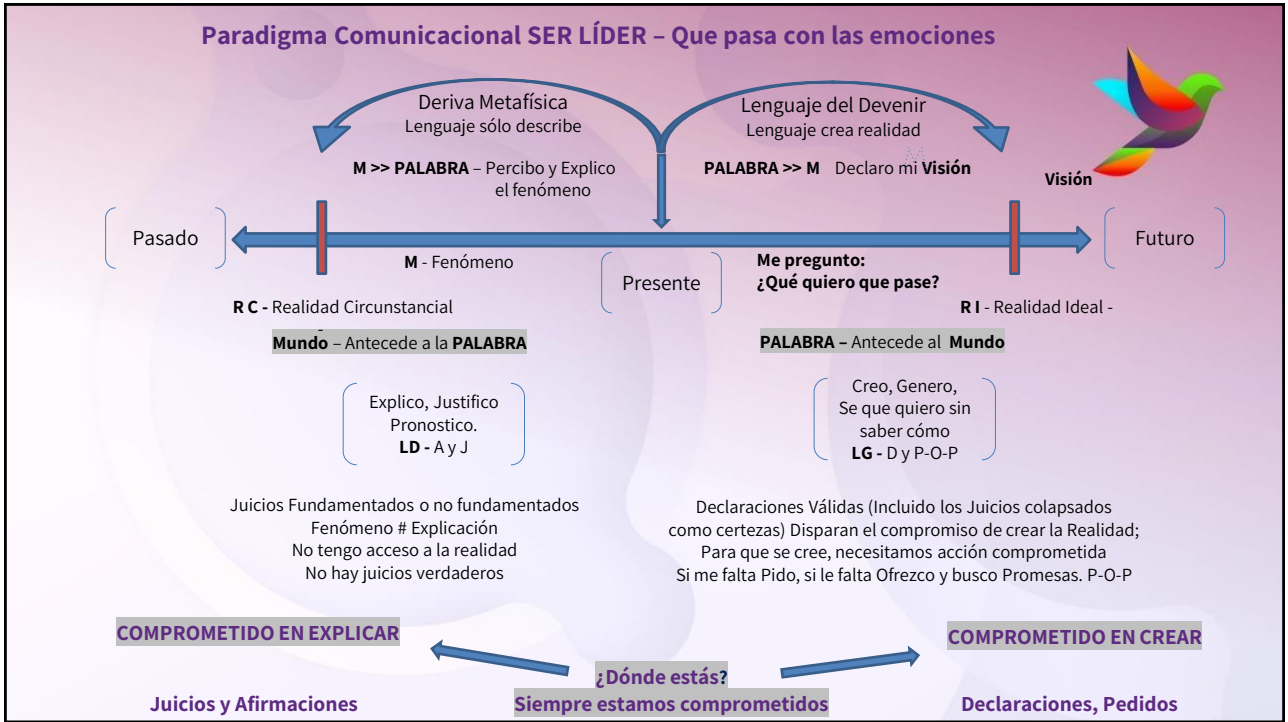 Paradigma Comunicacional SER LÍDER – Que pasa con las emociones
Deriva Metafísica
Lenguaje sólo describe
Lenguaje del Devenir
Lenguaje crea realidad
M >> PALABRA – Percibo y Explico
el fenómeno
PALABRA >> M Declaro mi Visión
Visión
Pasado
Futuro
M - Fenómeno
Presente
Me pregunto:
¿Qué quiero que pase?
R C - Realidad Circunstancial
R I - Realidad Ideal -
Mundo – Antecede a la PALABRA
PALABRA – Antecede al Mundo
Explico, Justifico
Pronostico.
LD - A y J
Creo, Genero,
Se que quiero sin
saber cómo
LG - D y P-O-P
Juicios Fundamentados o no fundamentados
Fenómeno # Explicación
No tengo acceso a la realidad
No hay juicios verdaderos
Declaraciones Válidas (Incluido los Juicios colapsados
como certezas) Disparan el compromiso de crear la Realidad;
Para que se cree, necesitamos acción comprometida
Si me falta Pido, si le falta Ofrezco y busco Promesas. P-O-P
COMPROMETIDO EN EXPLICAR
COMPROMETIDO EN CREAR
¿Dónde estás?
Juicios y Afirmaciones
Siempre estamos comprometidos
Declaraciones, Pedidos